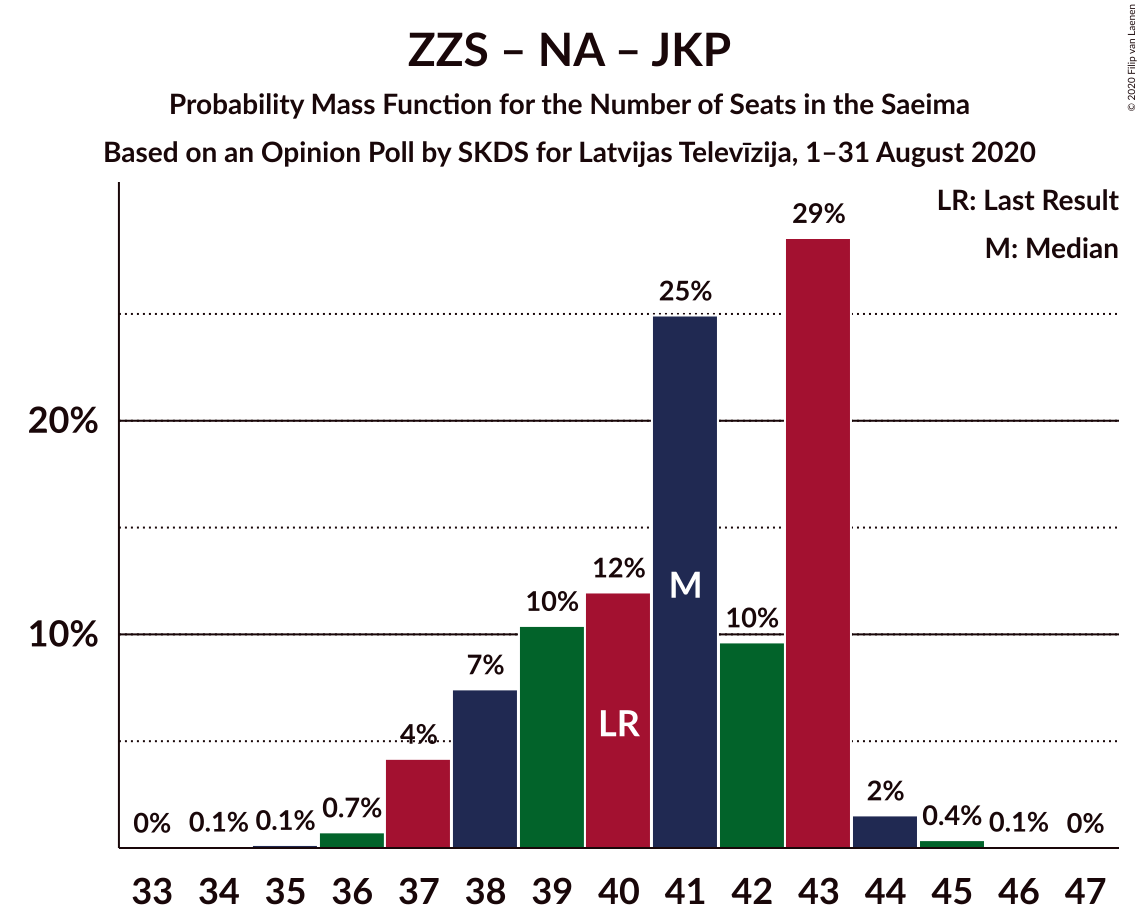 ZZS – NA – JKP
Probability Mass Function for the Number of Seats in the Saeima
Based on an Opinion Poll by SKDS for Latvijas Televīzija, 1–31 August 2020
© 2020 Filip van Laenen
LR: Last Result
M: Median
20%
10%
0%
0.1%
0.1%
0.7%
4%
7%
10%
12%
25%
10%
29%
2%
0.4%
0.1%
0%
LR
M
33 34 35 36 37 38 39 40 41 42 43 44 45 46 47